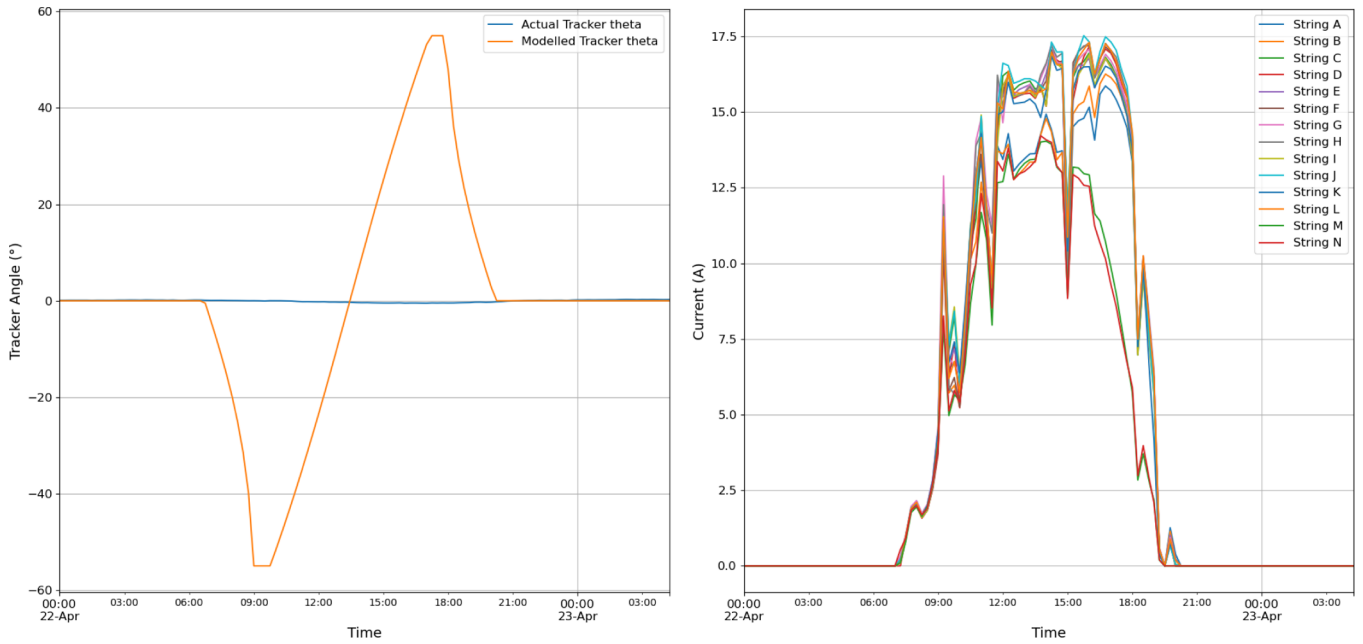 Actual Tracker theta
Modelled Tracker theta
60
40
20
0
−20
−40
−60
Tracker Angle (°)
00:00
03:00
06:00
09:00
12:00
15:00
18:00
21:00
00:00
03:00
22-Apr
23-Apr
Time
String A
String B
String C
String D
String E
String F
String G
String H
String I
String J
String K
String L
String M
String N
17.5
15.0
12.5
10.0
7.5
5.0
2.5
0.0
Current (A)
00:00
03:00
06:00
09:00
12:00
15:00
18:00
21:00
00:00
03:00
22-Apr
23-Apr
Time